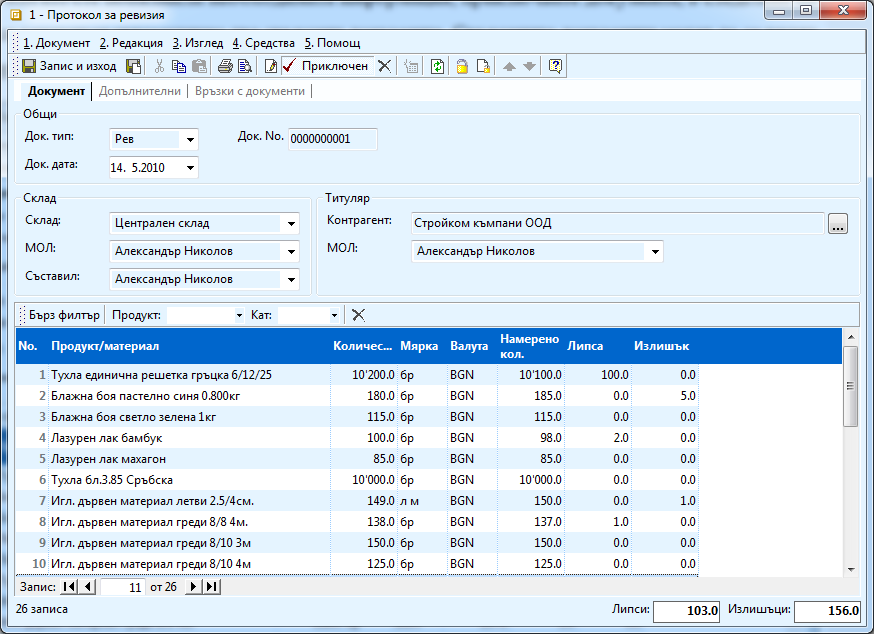 1 - Протокол за ревизия
1. Документ 2. Редакция 3. Изглед 4. Средства 5. Помощ
Запис и изход Приключен
Документ Допълнителни Връзки с документи
Общи
Док. тип: Рев Док. No. 0000000001
Док. дата: 14. 5.2010
Склад Титуляр
Склад: Централен склад Контрагент: Стройком къмпани ООД ...
МОЛ: Александър Николов МОЛ: Александър Николов
Съставил: Александър Николов
Бърз филтър Продукт: Кат:
No. Продукт/материал Количес... Мярка Валута Намерено кол. Липса Излишък
1 Тухла единична решетка гръцка 6/12/25 10'200.0 бр BGN 10'100.0 100.0 0.0
2 Блажна боя пастелно синя 0.800кг 180.0 бр BGN 185.0 0.0 5.0
3 Блажна боя светло зелена 1кг 115.0 бр BGN 115.0 0.0 0.0
4 Лазурен лак бамбук 100.0 бр BGN 98.0 2.0 0.0
5 Лазурен лак махагон 85.0 бр BGN 85.0 0.0 0.0
6 Тухла бл.3.85 Сръбска 10'000.0 бр BGN 10'000.0 0.0 0.0
7 Игл. дървен материал летви 2.5/4см. 149.0 л м BGN 150.0 0.0 1.0
8 Игл. дървен материал греди 8/8 4м. 138.0 бр BGN 137.0 1.0 0.0
9 Игл. дървен материал греди 8/10 3м 150.0 бр BGN 150.0 0.0 0.0
10 Игл. дървен материал греди 8/10 4м 125.0 бр BGN 125.0 0.0 0.0
Запис: 11 от 26
26 записа Липси: 103.0 Излишъци: 156.0